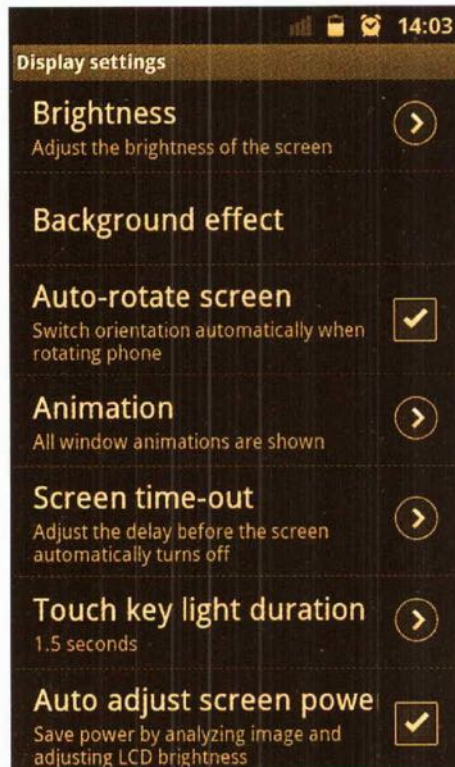 14:03
Display settings
Brightness
Adjust the brightness of the screen
Background effect
Auto-rotate screen
Switch orientation automatically when
rotating phone
Animation
All window animations are shown
Screen time-out
Adjust the delay before the screen
automatically turns off
Touch key light duration
1.5 seconds
Auto adjust screen powe
Save power by analyzing image and
adjusting LCD brightness